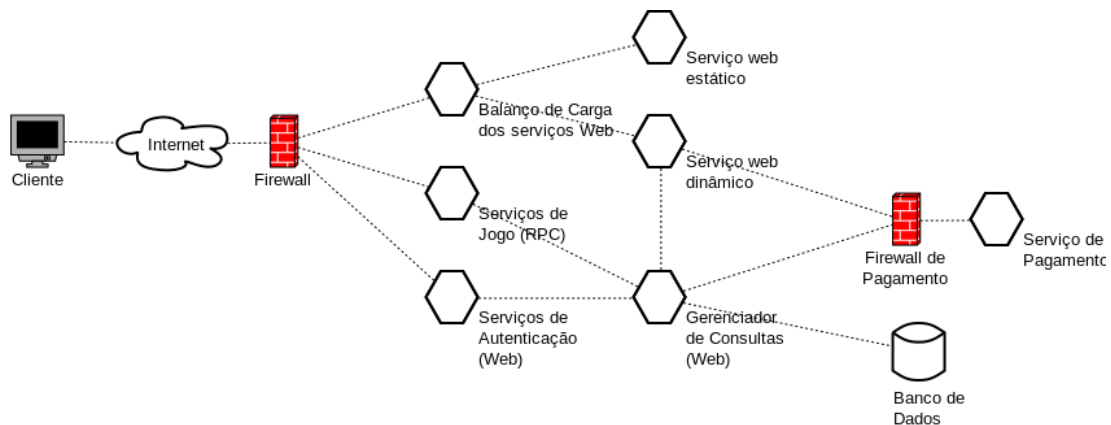 Serviço web
estático
Balanço de Carga
dos serviços Web
Internet
Cliente
Firewall
Serviço web
dinâmico
Serviços de
Jogo (RPC)
Firewall de
Pagamento
Serviço de
Pagamento
Serviços de
Autenticação
(Web)
Gerenciador
de Consultas
(Web)
Banco de
Dados